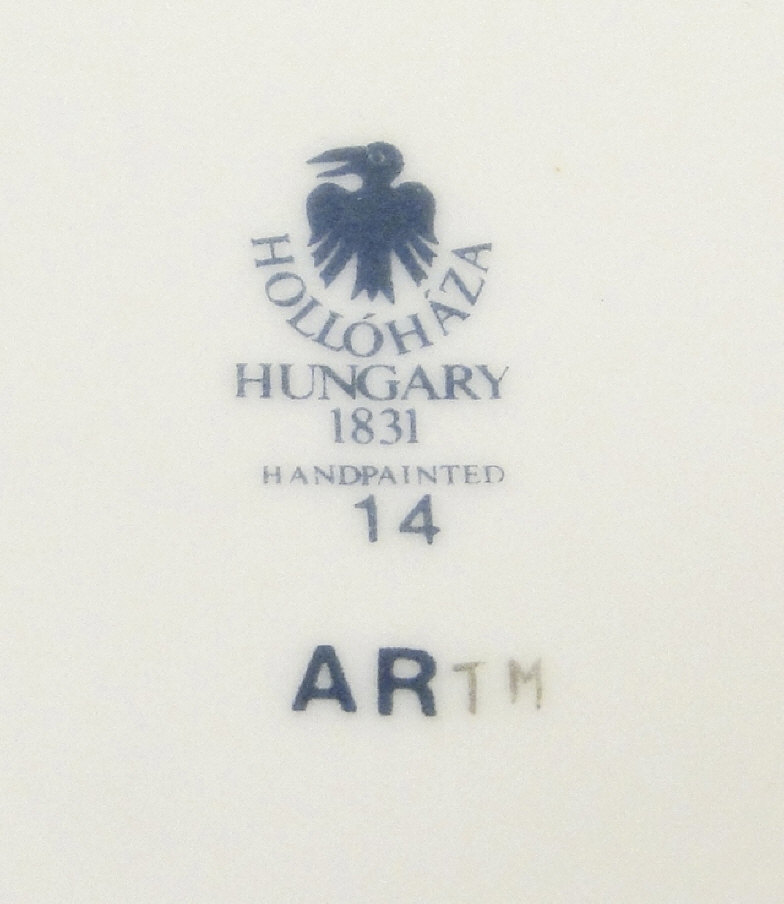 HOLLÓHÁZA
HUNGARY
1831
HANDPAINTED
14
ARTM